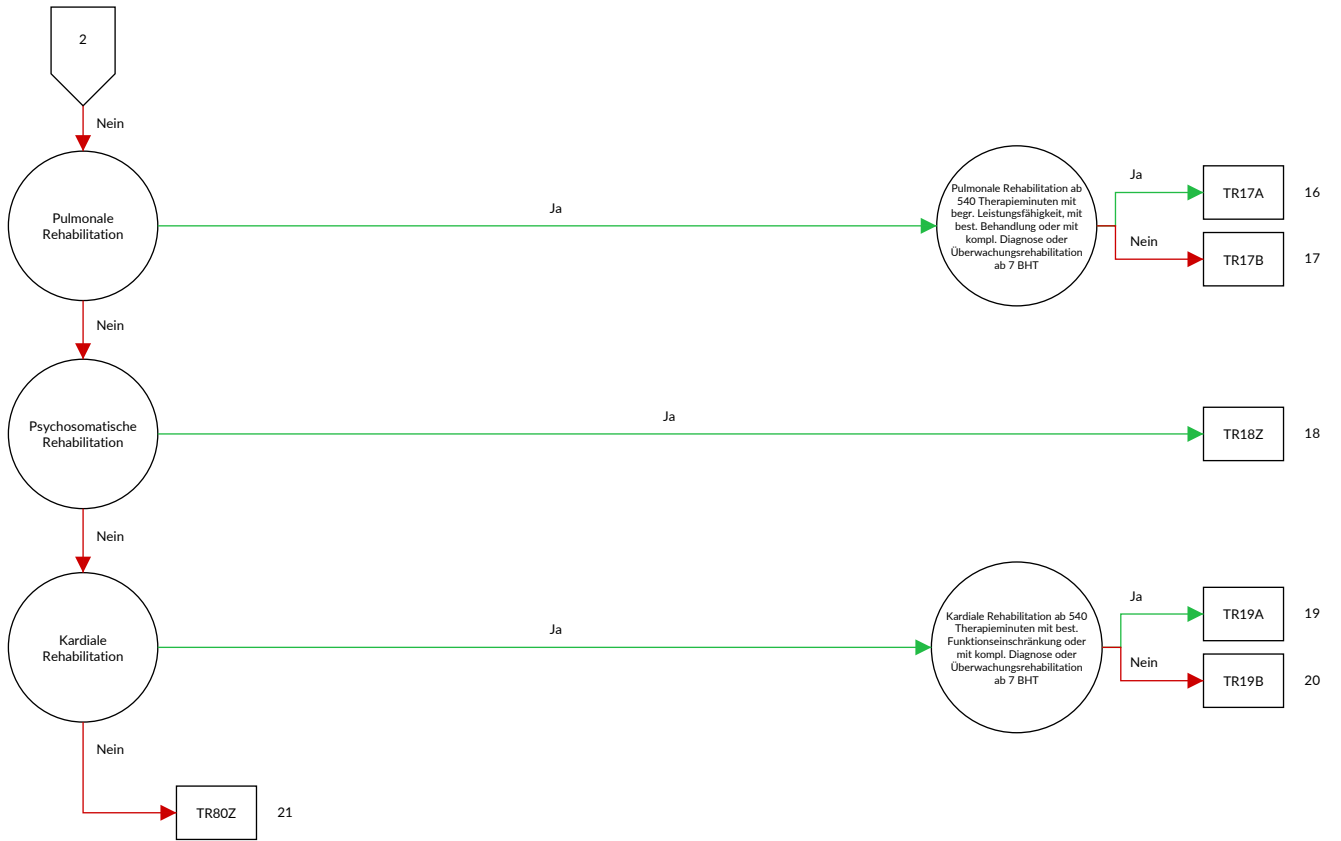 2
Nein
Pulmonale
Rehabilitation
Ja
Pulmonale Rehabilitation ab
540 Therapieminuten mit
begr. Leistungsfähigkeit, mit
best. Behandlung oder mit
kompl. Diagnose oder
Überwachungsrehabilitation
ab 7 BHT
Ja
TR17A
16
Nein
TR17B
17
Nein
Psychosomatische
Rehabilitation
Ja
TR18Z
18
Nein
Kardiale
Rehabilitation
Ja
Kardiale Rehabilitation ab 540
Therapieminuten mit best.
Funktionseinschränkung oder
mit kompl. Diagnose oder
Überwachungsrehabilitation
ab 7 BHT
Ja
TR19A
19
Nein
TR19B
20
Nein
TR80Z
21